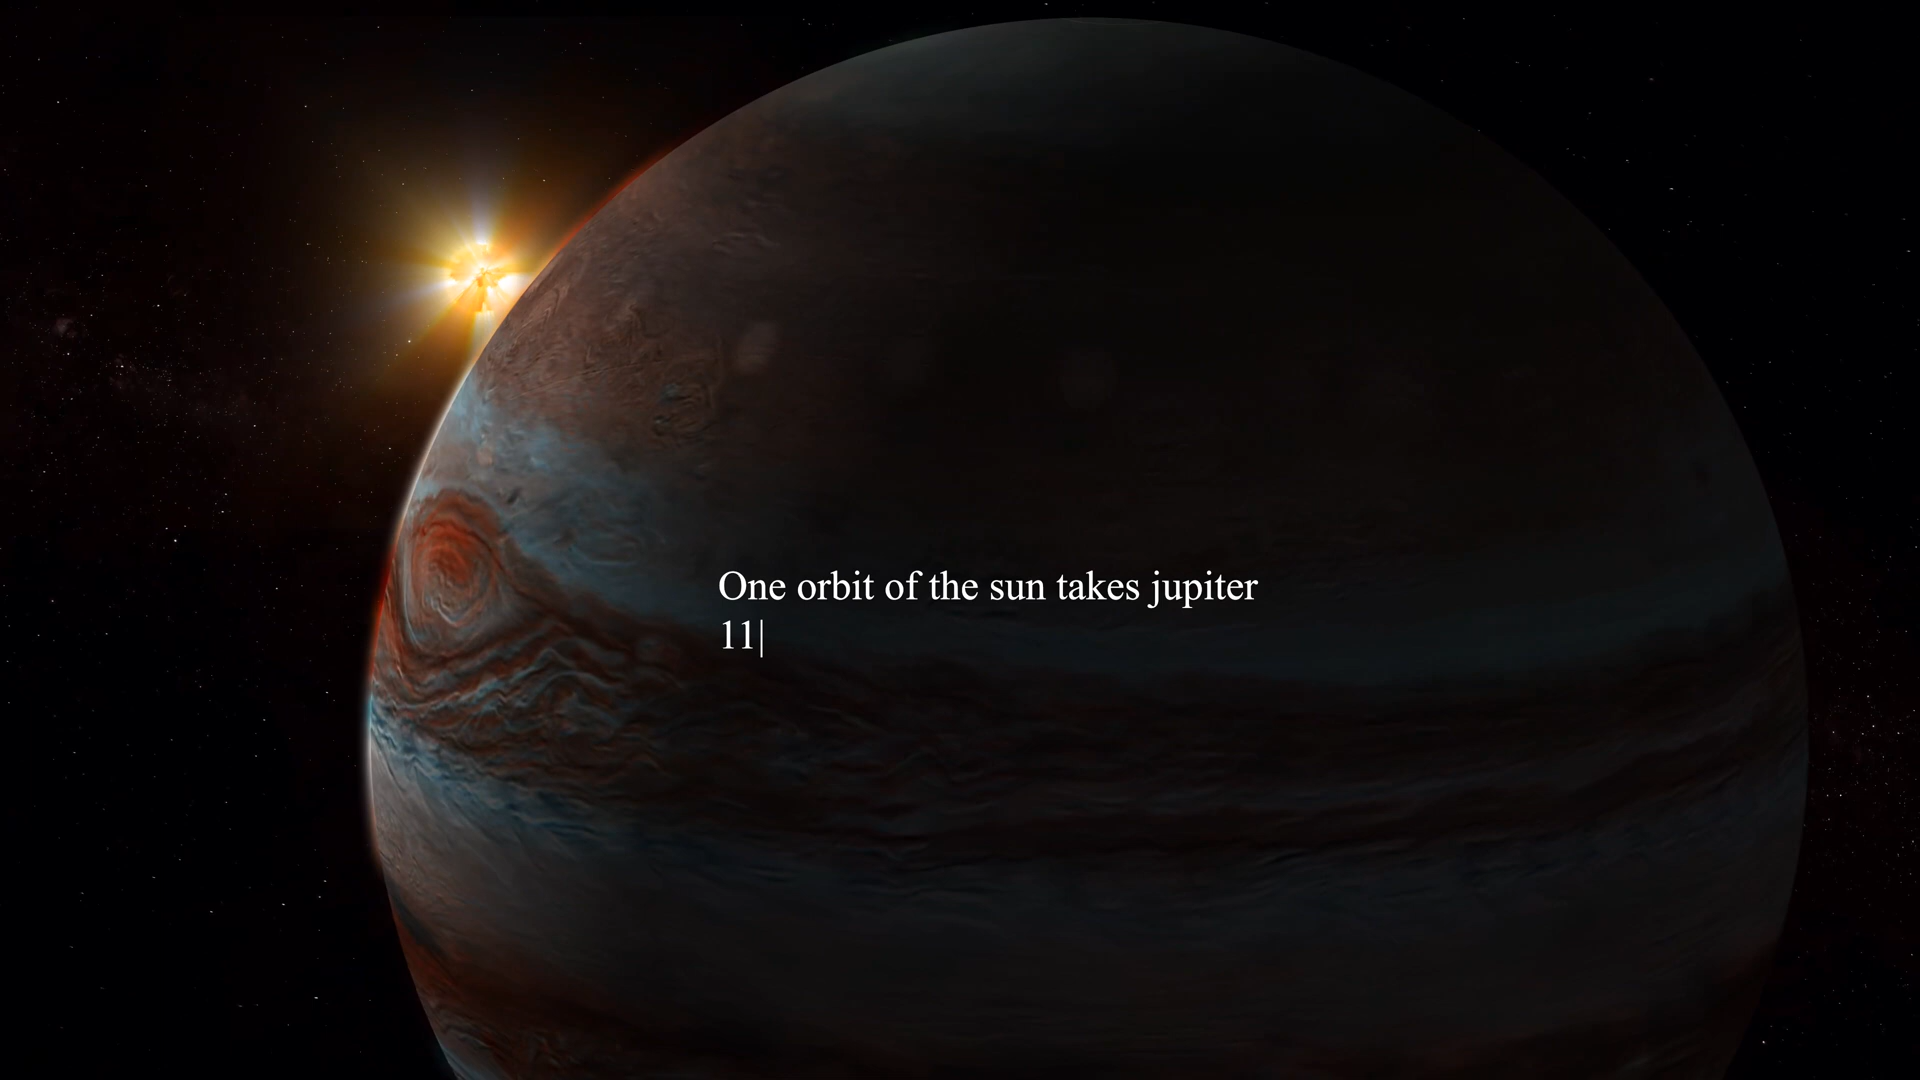 One orbit of the sun takes jupiter
11|